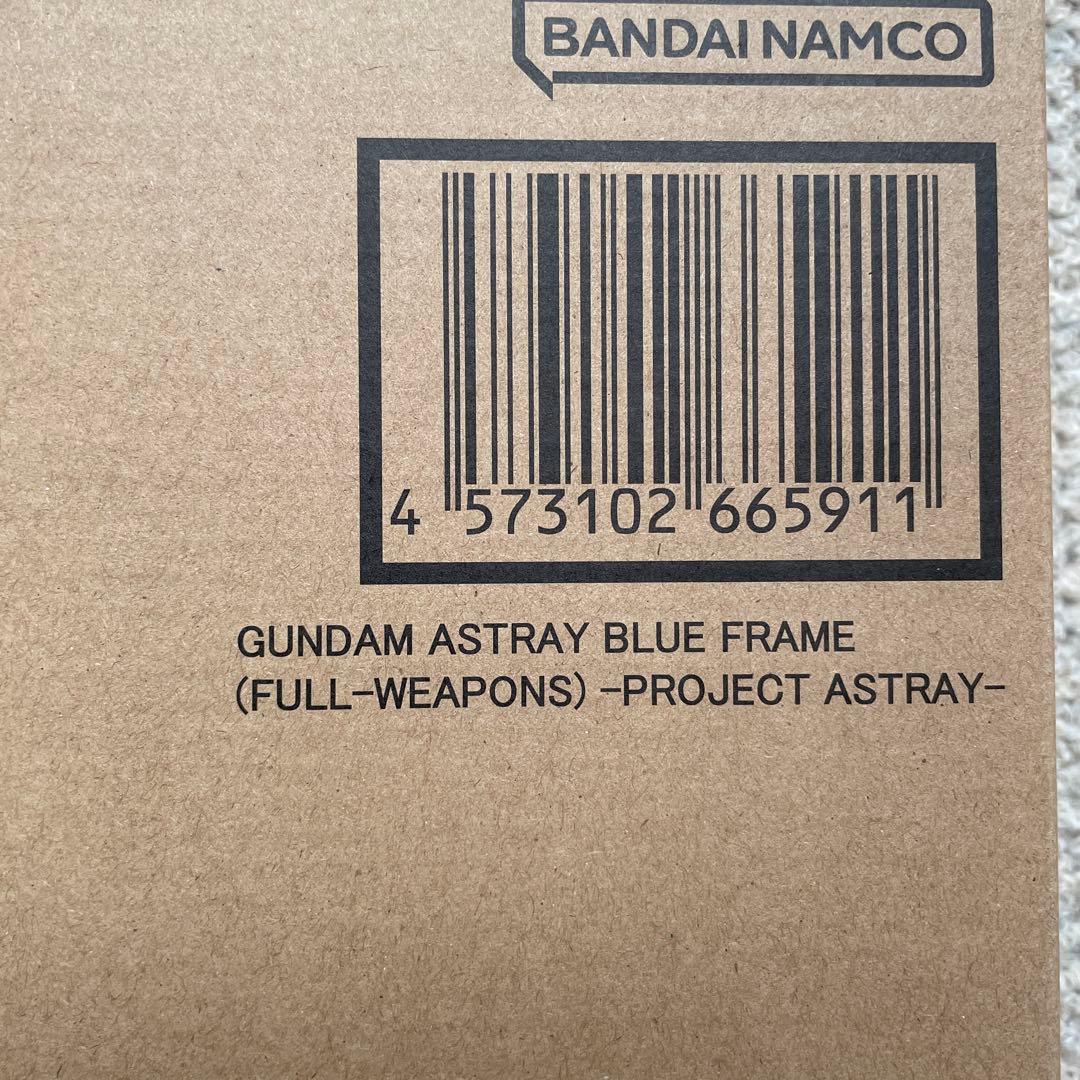 BANDAI NAMCO
4 573102 665911
GUNDAM ASTRAY BLUE FRAME
(FULL-WEAPONS) -PROJECT ASTRAY-